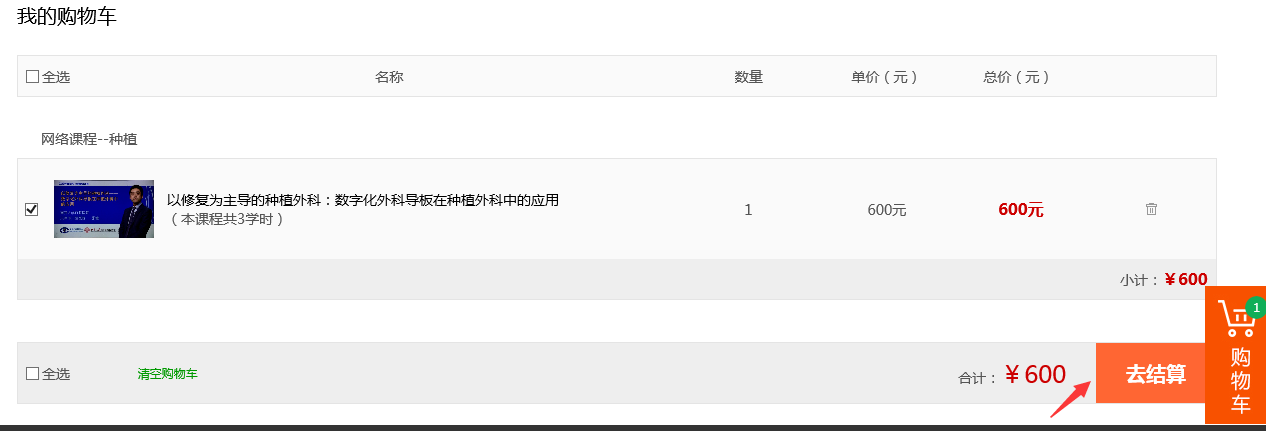 我的购物车
全选 名称 数量 单价（元） 总价（元）
网络课程--种植
以修复为主导的种植外科：数字化外科导板在种植外科中的应用
（本课程共3学时）
1 600元 600元
小计：￥600
1
购物车
全选 清空购物车 合计：￥600 去结算